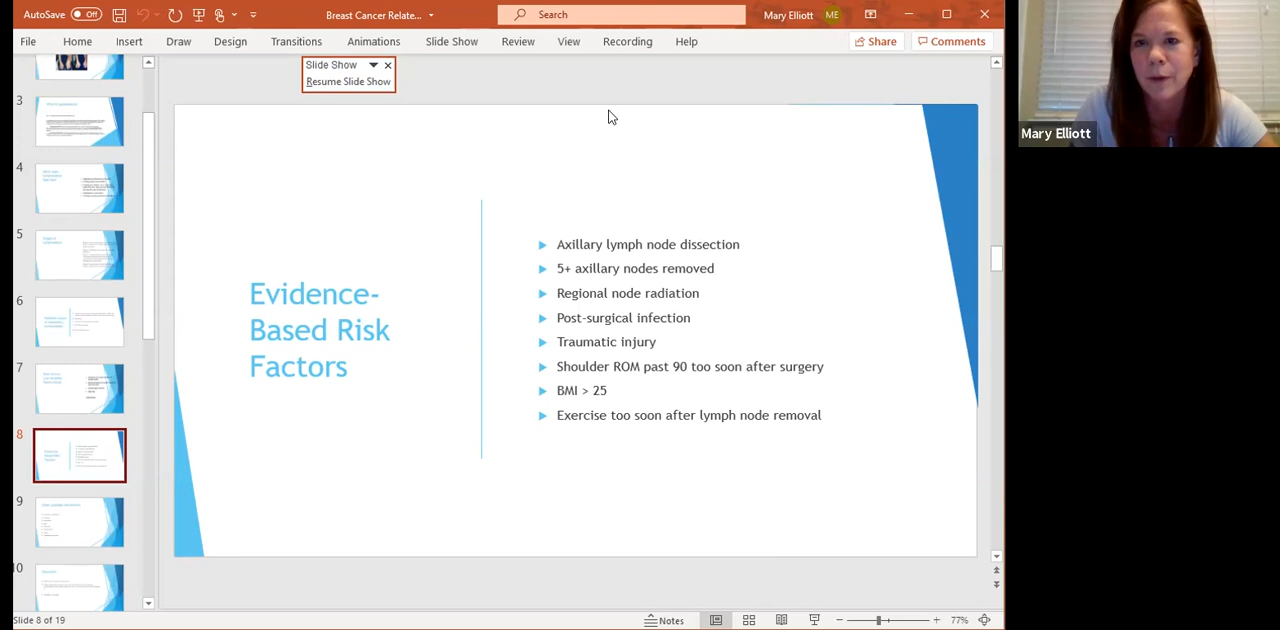 AutoSave Off Breast Cancer Relate... Search Mary Elliott ME
File Home Insert Draw Design Transitions Animations Slide Show Review View Recording Help Share Comments
Slide Show
Resume Slide Show
Mary Elliott
3
4
5
6
7
8
9
10
Evidence-
Based Risk
Factors
Axillary lymph node dissection
5+ axillary nodes removed
Regional node radiation
Post-surgical infection
Traumatic injury
Shoulder ROM past 90 too soon after surgery
BMI > 25
Exercise too soon after lymph node removal
Slide 8 of 19 Notes 77%